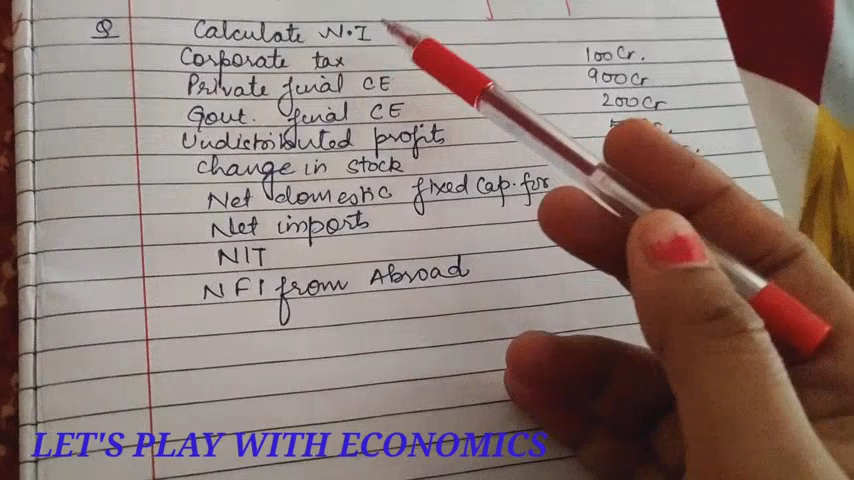 Q Calculate N.I
Corporate tax 100Cr.
Private final CE 900Cr
Govt. final CE 200Cr
Undistributed profits
change in stock
Net domestic fixed cap. for
Net imports
NIT
NFI from Abroad
LET'S PLAY WITH ECONOMICS